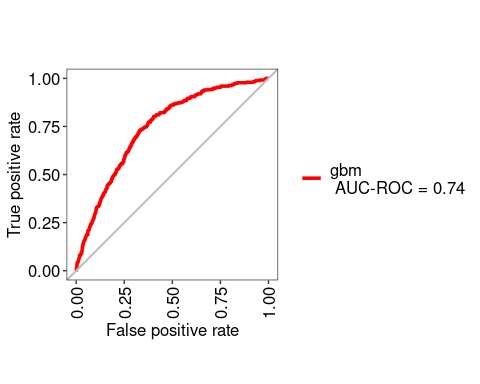 1.00
0.75
0.50
0.25
0.00
True positive rate
0.00
0.25
0.50
0.75
1.00
False positive rate
gbm
AUC-ROC = 0.74